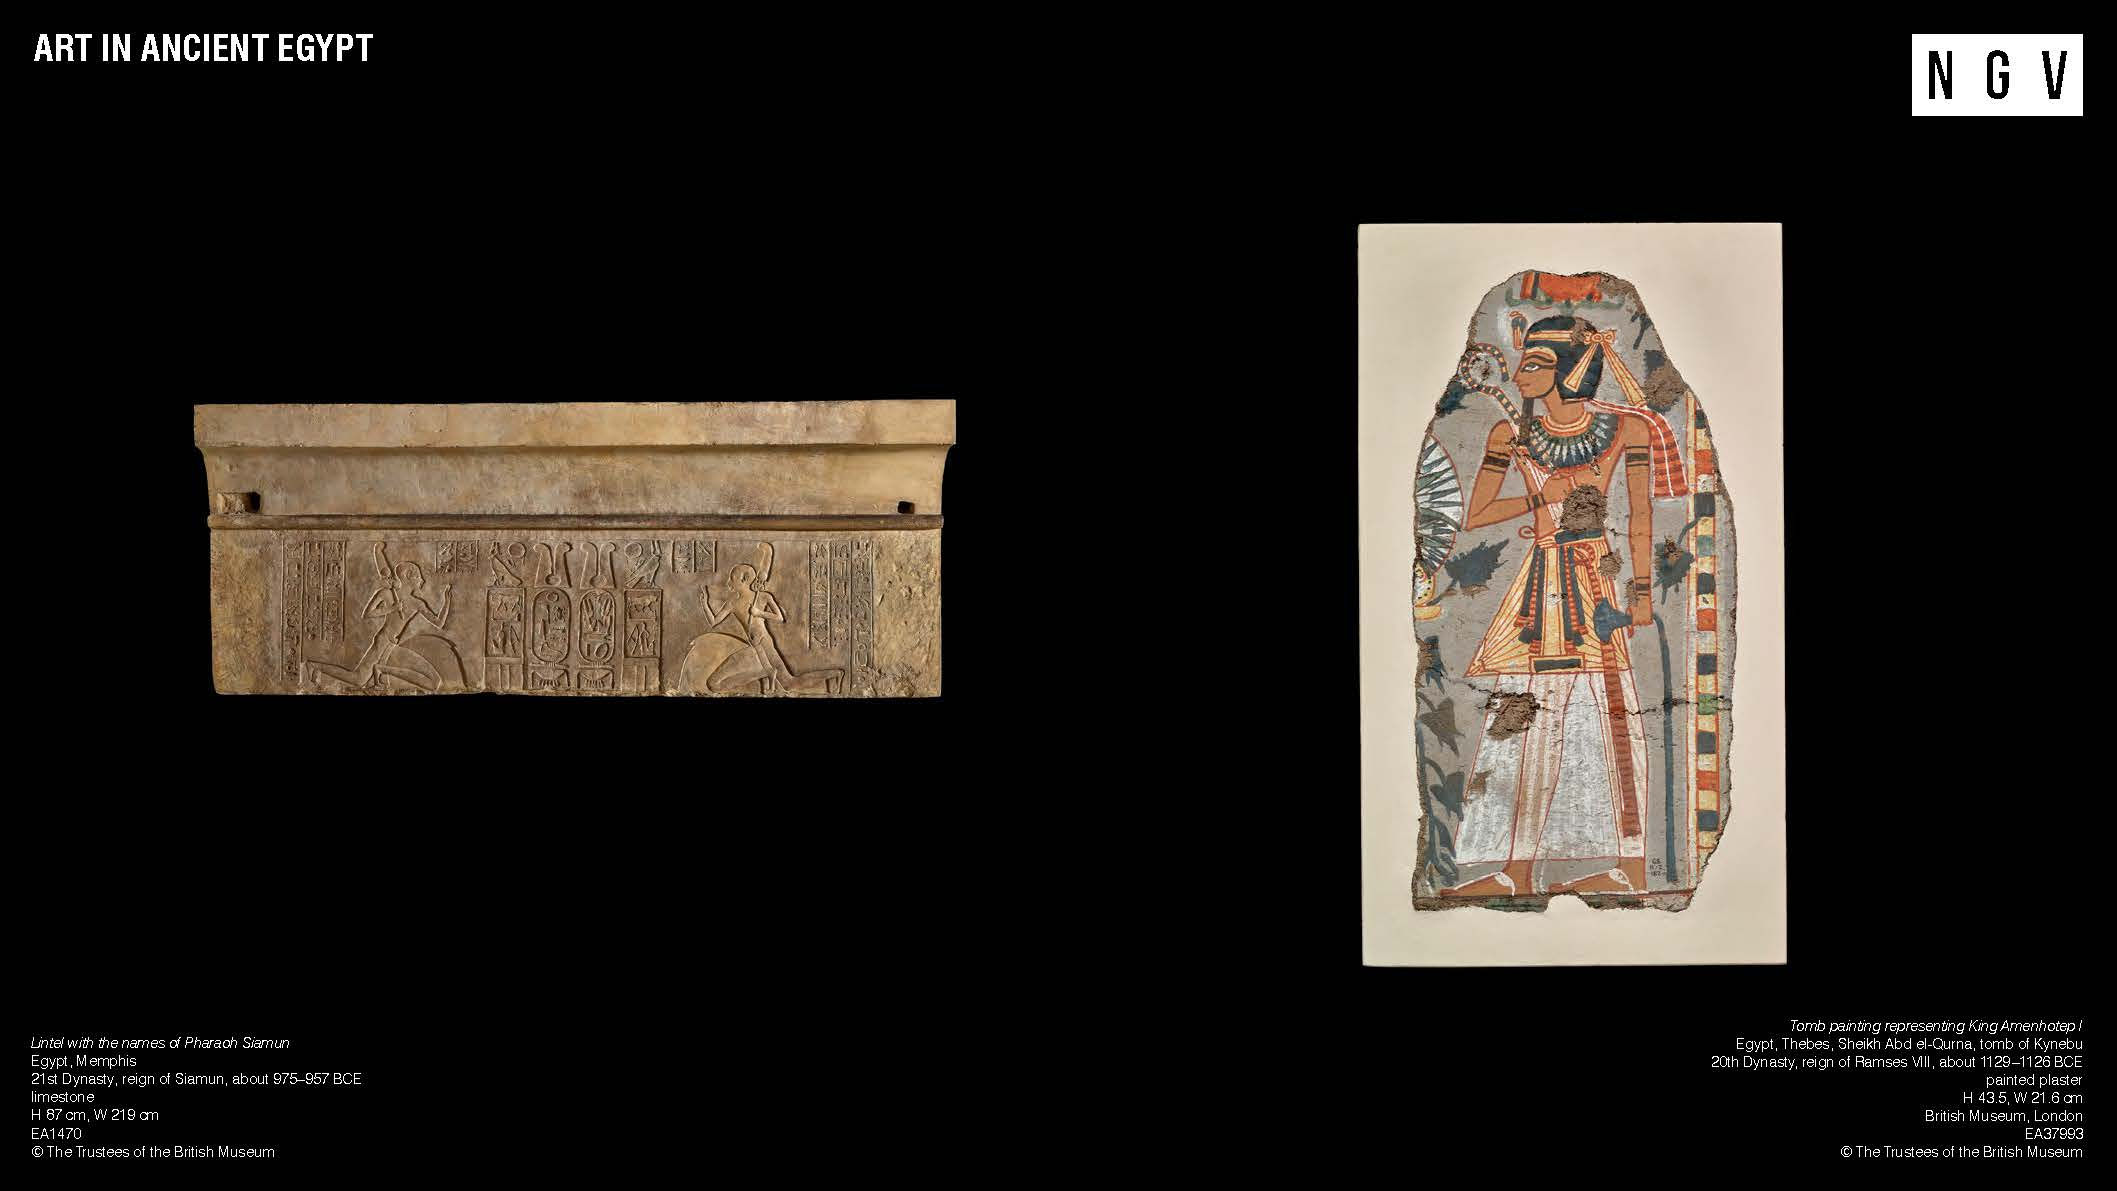 ART IN ANCIENT EGYPT
N G V
Lintel with the names of Pharaoh Siamun
Egypt, Memphis
21st Dynasty, reign of Siamun, about 975–957 BCE
limestone
H 87 cm, W 219 cm
EA1470
© The Trustees of the British Museum
Tomb painting representing King Amenhotep I
Egypt, Thebes, Sheikh Abd el-Qurna, tomb of Kynebu
20th Dynasty, reign of Ramses VIII, about 1129–1126 BCE
painted plaster
H 43.5, W 21.6 cm
British Museum, London
EA37993
© The Trustees of the British Museum